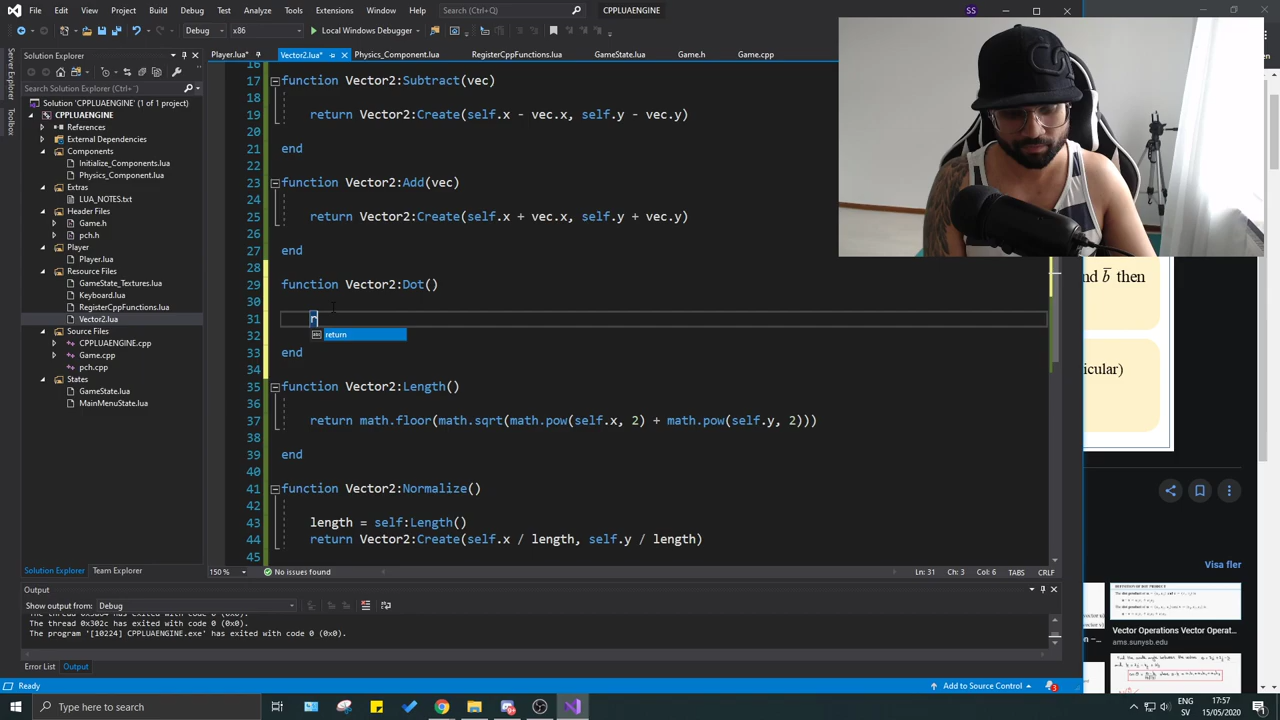 File Edit View Project Build Debug Test Analyze Tools Extensions Window Help Search (Ctrl+Q) CPPLUAENGINE SS
Debug x86 Local Windows Debugger
Server Explorer
Toolbox
Solution Explorer
Search Solution Explorer (Ctrl+
Solution 'CPPLUAENGINE' (1 of 1 project)
CPPLUAENGINE
References
External Dependencies
Components
Initialize_Components.lua
Physics_Component.lua
Extras
LUA_NOTES.txt
Header Files
Game.h
pch.h
Player
Player.lua
Resource Files
GameState_Textures.lua
Keyboard.lua
RegisterCppFunctions.lua
Vector2.lua
Source Files
CPPLUAENGINE.cpp
Game.cpp
pch.cpp
States
GameState.lua
MainMenuState.lua
Solution Explorer Team Explorer
Player.lua* Vector2.lua* Physics_Component.lua RegisterCppFunctions.lua GameState.lua Game.h Game.cpp
16
17 function Vector2:Subtract(vec)
18
19 return Vector2:Create(self.x - vec.x, self.y - vec.y)
20
21 end
22
23 function Vector2:Add(vec)
24
25 return Vector2:Create(self.x + vec.x, self.y + vec.y)
26
27 end
28
29 function Vector2:Dot()
30
31 r
return
32
33 end
34
35 function Vector2:Length()
36
37 return math.floor(math.sqrt(math.pow(self.x, 2) + math.pow(self.y, 2)))
38
39 end
40
41 function Vector2:Normalize()
42
43 length = self:Length()
44 return Vector2:Create(self.x / length, self.y / length)
45
150 % No issues found Ln: 31 Ch: 3 Col: 6 TABS CRLF
Output
Show output from: Debug
The thread 0x302c has exited with code 0 (0x0).
The program '[10224] CPPLUAENGINE.exe' has exited with code 0 (0x0).
Error List Output
Ready Add to Source Control 3
nd b̅ then
icular)
Visa fler
Vector Operations Vector Operat...
ams.sunysb.edu
Type here to search
ENG
SV
17:57
15/05/2020